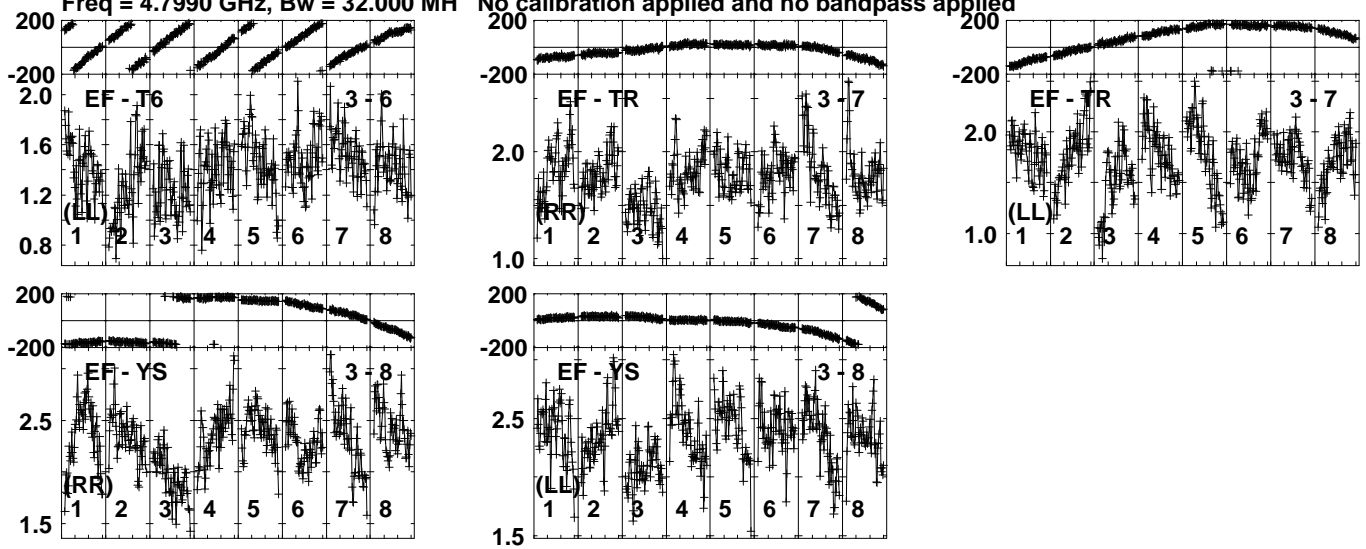 Freq = 4.7990 GHz, Bw = 32.000 MH No calibration applied and no bandpass applied
200
-200
EF - T6 3 - 6
2.0
1.6
1.2
0.8
(LL)
1 2 3 4 5 6 7 8
200
-200
EF - TR 3 - 7
2.0
1.0
(RR)
1 2 3 4 5 6 7 8
200
-200
EF - TR 3 - 7
2.0
1.0
(LL)
1 2 3 4 5 6 7 8
200
-200
EF - YS 3 - 8
2.5
1.5
(RR)
1 2 3 4 5 6 7 8
200
-200
EF - YS 3 - 8
2.5
1.5
(LL)
1 2 3 4 5 6 7 8